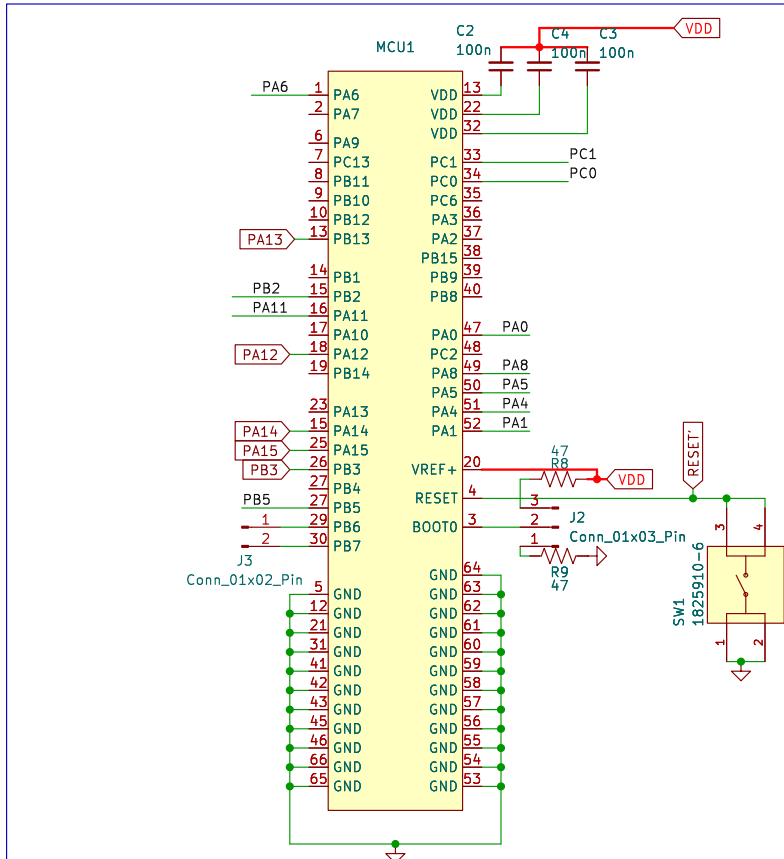 MCU1
C2
100n
C4
100n
C3
100n
VDD
PA6 1 PA6
2 PA7
6 PA9
7 PC13
8 PB11
9 PB10
10 PB12
PA13 13 PB13
14 PB1
PB2 15 PB2
PA11 16 PA11
17 PA10
PA12 18 PA12
19 PB14
23 PA13
PA14 15 PA14
PA15 25 PA15
PB3 26 PB3
27 PB4
PB5 27 PB5
1 29 PB6
2 30 PB7
J3
Conn_01x02_Pin
5 GND
12 GND
21 GND
31 GND
41 GND
42 GND
43 GND
45 GND
46 GND
66 GND
65 GND
VDD 13
VDD 22
VDD 32
PC1 33 PC1
PC0 34 PC0
PC6 35
PA3 36
PA2 37
PB15 38
PB9 39
PB8 40
PA0 47 PA0
PC2 48
PA8 49 PA8
PA5 50 PA5
PA4 51 PA4
PA1 52 PA1
VREF+ 20
RESET 4
BOOT0 3
GND 64
GND 63
GND 62
GND 61
GND 60
GND 59
GND 58
GND 57
GND 56
GND 55
GND 54
GND 53
47
R8
VDD
3
2
1
J2
Conn_01x03_Pin
R9
47
RESET'
3
4
SW1
1825910-6
1
2